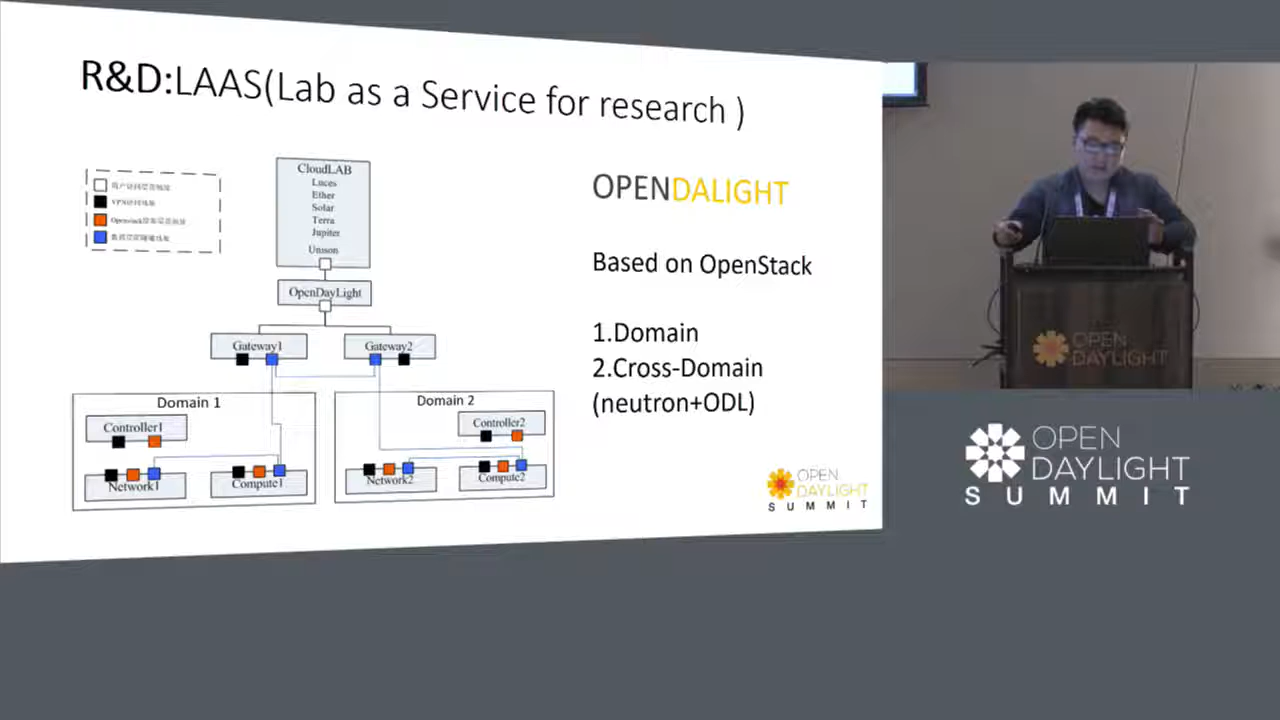 R&D:LAAS(Lab as a Service for research )
CloudLAB
Luces
Ether
Solar
Terra
Jupiter
Unison
OpenDayLight
Gateway1
Gateway2
Domain 1
Controller1
Network1
Compute1
Domain 2
Controller2
Network2
Compute2
OPENDALIGHT
Based on OpenStack
1.Domain
2.Cross-Domain
(neutron+ODL)
OPEN
DAYLIGHT
SUMMIT
OPEN
DAYLIGHT
OPEN
DAYLIGHT
SUMMIT